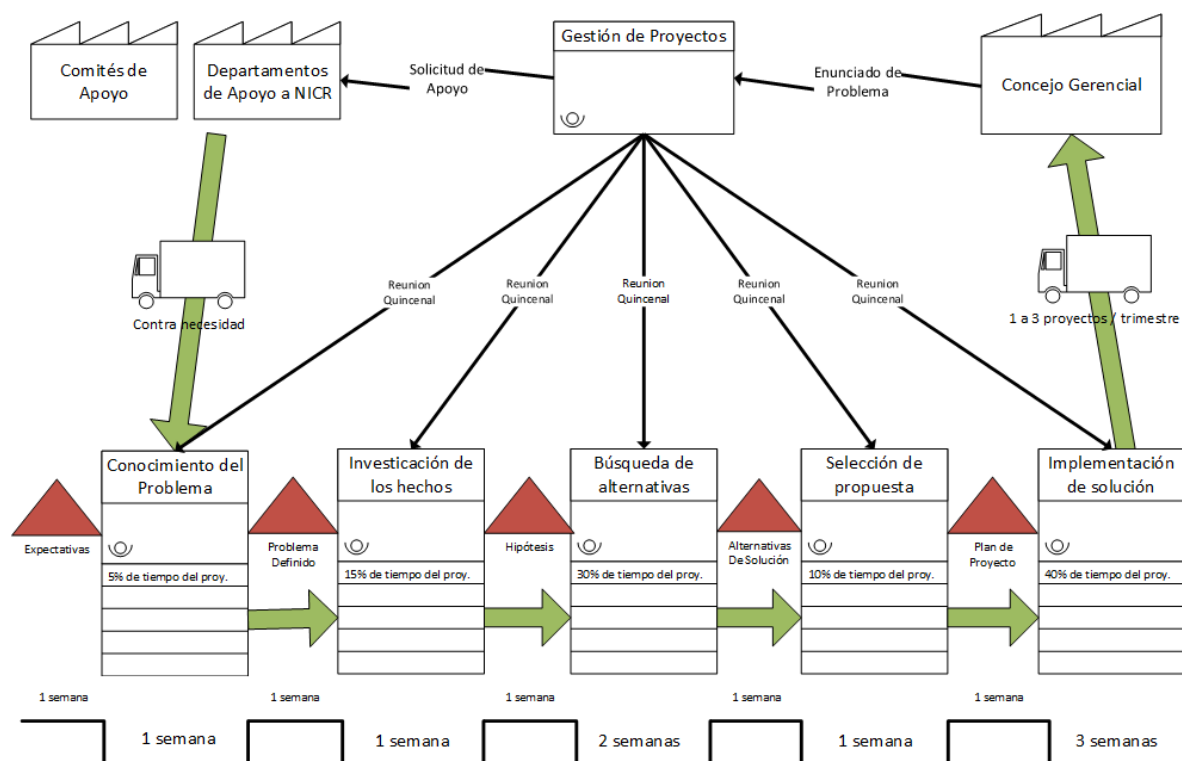 Comités de
Apoyo
Departamentos
de Apoyo a NICR
Solicitud de
Apoyo
Gestión de Proyectos
Enunciado de
Problema
Concejo Gerencial
Contra necesidad
Reunion
Quincenal
Reunion
Quincenal
Reunion
Quincenal
Reunion
Quincenal
Reunion
Quincenal
1 a 3 proyectos / trimestre
Conocimiento del
Problema
Investicación de
los hechos
Búsqueda de
alternativas
Selección de
propuesta
Implementación
de solución
Expectativas
Problema
Definido
Hipótesis
Alternativas
De Solución
Plan de
Proyecto
5% de tiempo del proy.
15% de tiempo del proy.
30% de tiempo del proy.
10% de tiempo del proy.
40% de tiempo del proy.
1 semana
1 semana
1 semana
1 semana
1 semana
1 semana
1 semana
2 semanas
1 semana
3 semanas